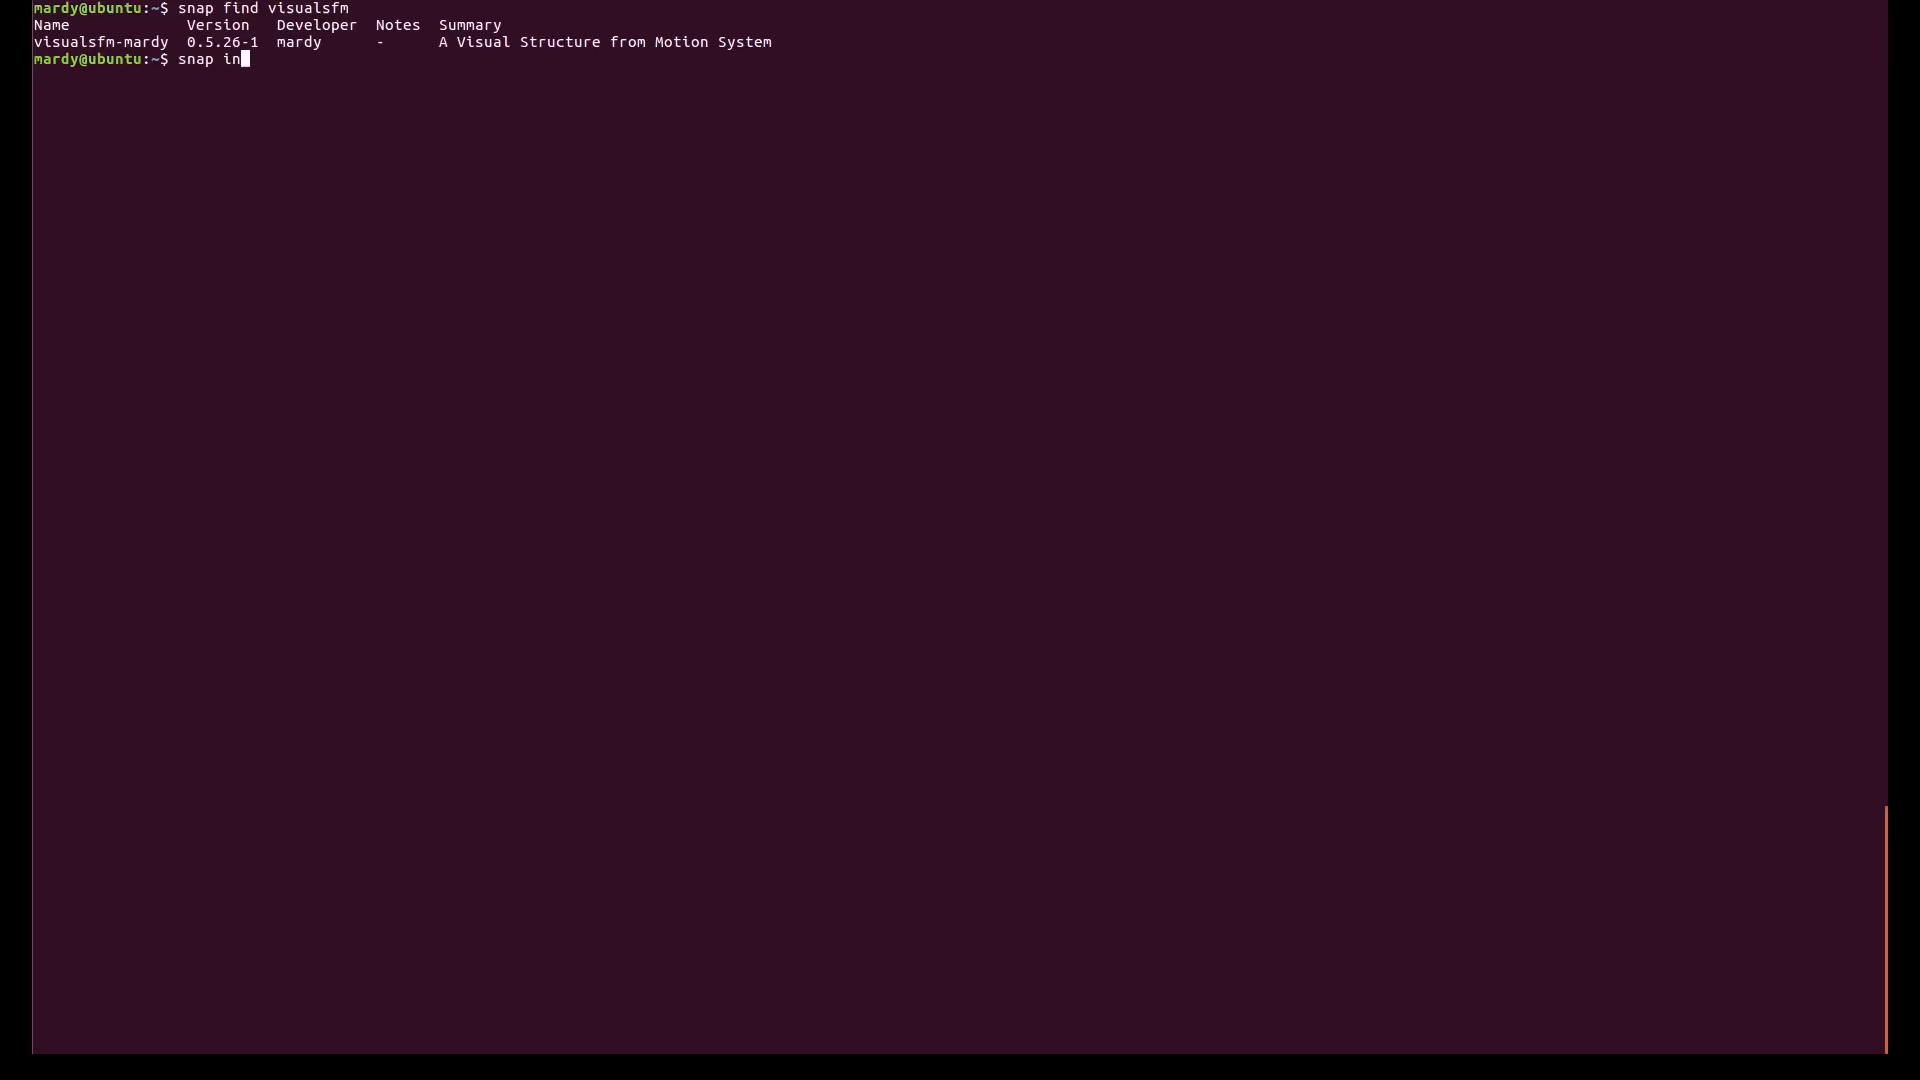 mardy@ubuntu:~$ snap find visualsfm
Name             Version   Developer  Notes  Summary
visualsfm-mardy  0.5.26-1  mardy      -      A Visual Structure from Motion System
mardy@ubuntu:~$ snap in